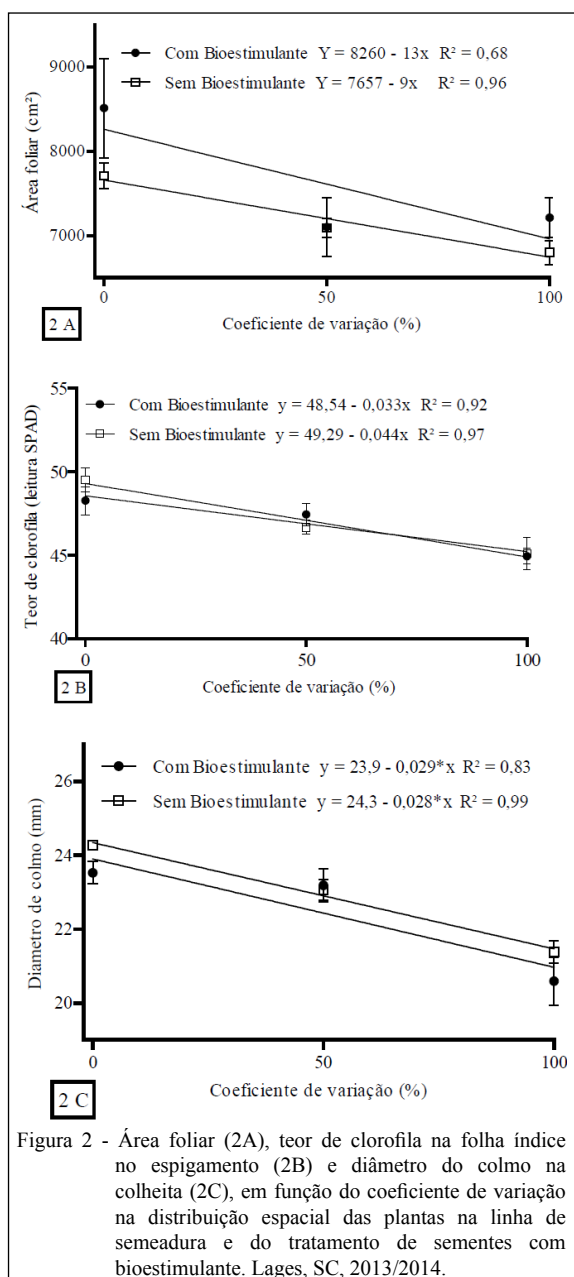 Com Bioestimulante Y = 8260 - 13x R² = 0,68
Sem Bioestimulante Y = 7657 - 9x R² = 0,96
Área foliar (cm²)
9000
8000
7000
0
50
100
2 A
Coeficiente de variação (%)
Com Bioestimulante y = 48,54 - 0,033x R² = 0,92
Sem Bioestimulante y = 49,29 - 0,044x R² = 0,97
Teor de clorofila (leitura SPAD)
55
50
45
40
0
50
100
2 B
Coeficiente de variação (%)
Com Bioestimulante y = 23,9 - 0,029*x R² = 0,83
Sem Bioestimulante y = 24,3 - 0,028*x R² = 0,99
Diametro de colmo (mm)
26
24
22
20
0
50
100
2 C
Coeficiente de variação (%)
Figura 2 - Área foliar (2A), teor de clorofila na folha índice
no espigamento (2B) e diâmetro do colmo na
colheita (2C), em função do coeficiente de variação
na distribuição espacial das plantas na linha de
semeadura e do tratamento de sementes com
bioestimulante. Lages, SC, 2013/2014.